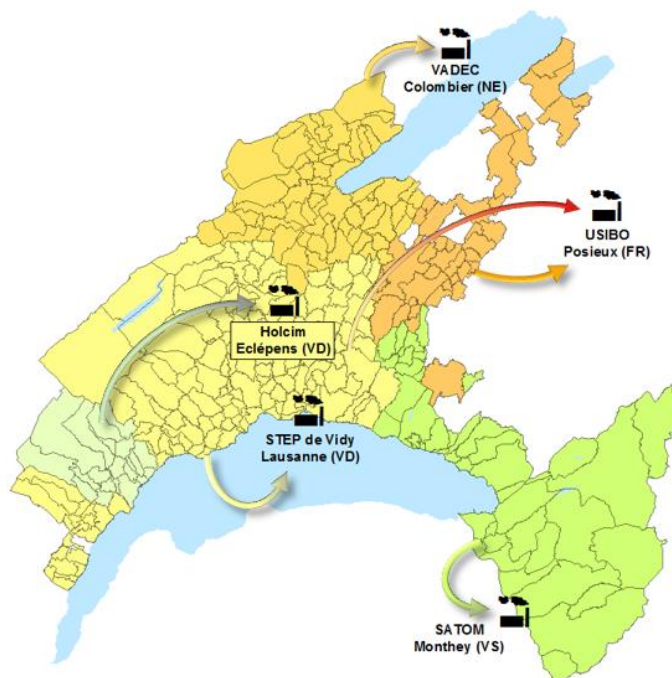 VADEC
Colombier (NE)
USIBO
Posieux (FR)
Holcim
Eclépens (VD)
STEP de Vidy
Lausanne (VD)
SATOM
Monthey (VS)